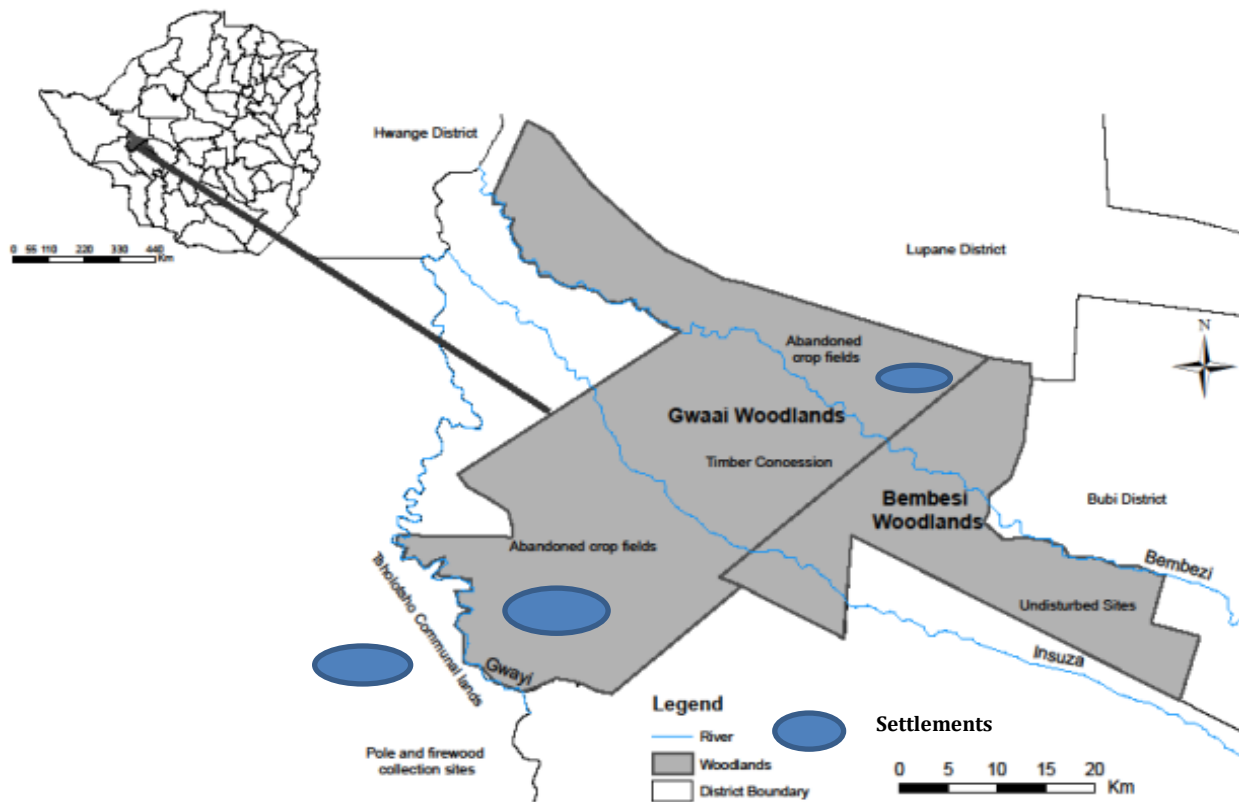 Hwange District
0 55 110 220 330 440
Km
Lupane District
N
Abandoned
crop fields
Gwaai Woodlands
Timber Concession
Bembesi
Woodlands
Bubi District
Abandoned crop fields
Bembezi
Tsholotsho Communal lands
Undisturbed Sites
Insuza
Gwayi
Legend
River
Woodlands
District Boundary
Settlements
Pole and firewood
collection sites
0 5 10 15 20
Km